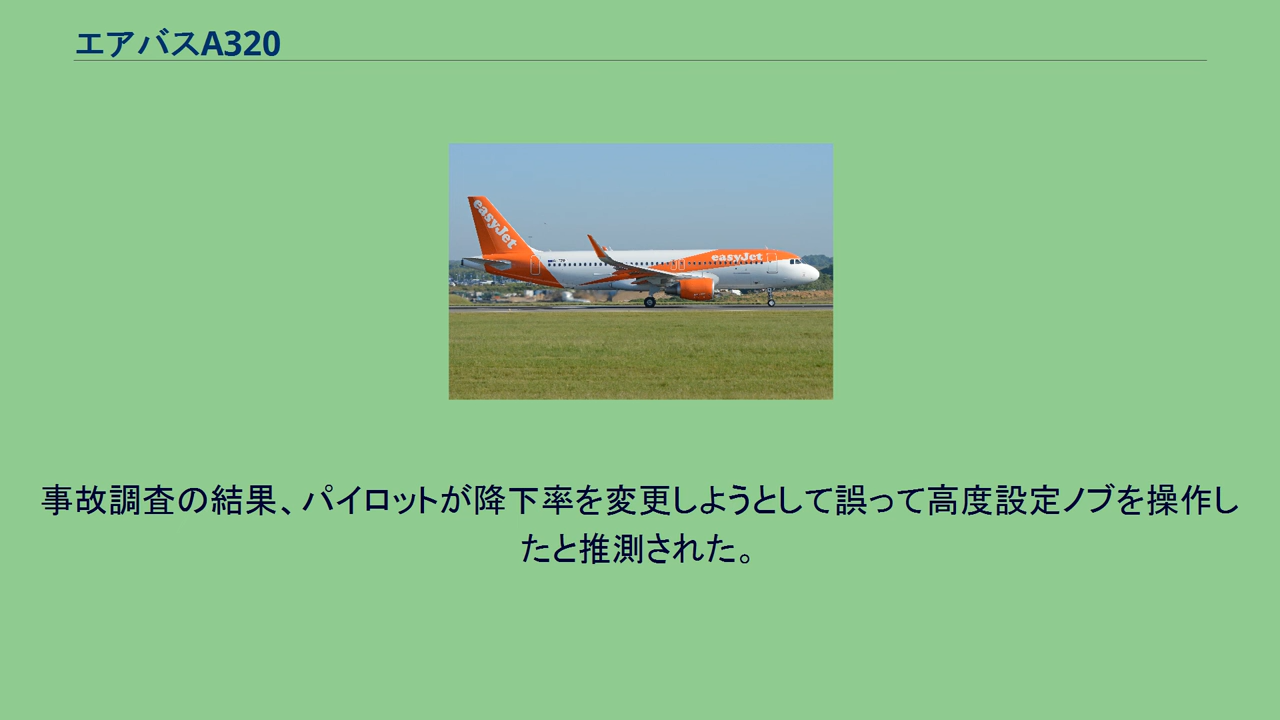 エアバスA320
easyJet
easyJet
事故調査の結果、パイロットが降下率を変更しようとして誤って高度設定ノブを操作し
たと推測された。